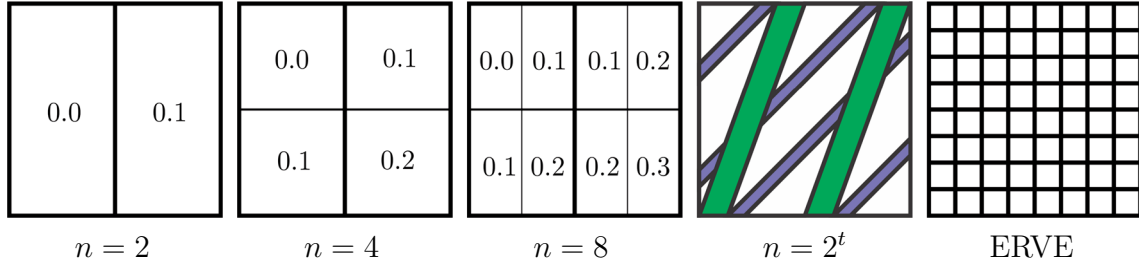 0.0 0.1
n = 2
0.0 0.1
0.1 0.2
n = 4
0.0 0.1 0.1 0.2
0.1 0.2 0.2 0.3
n = 8
n = 2^t
ERVE